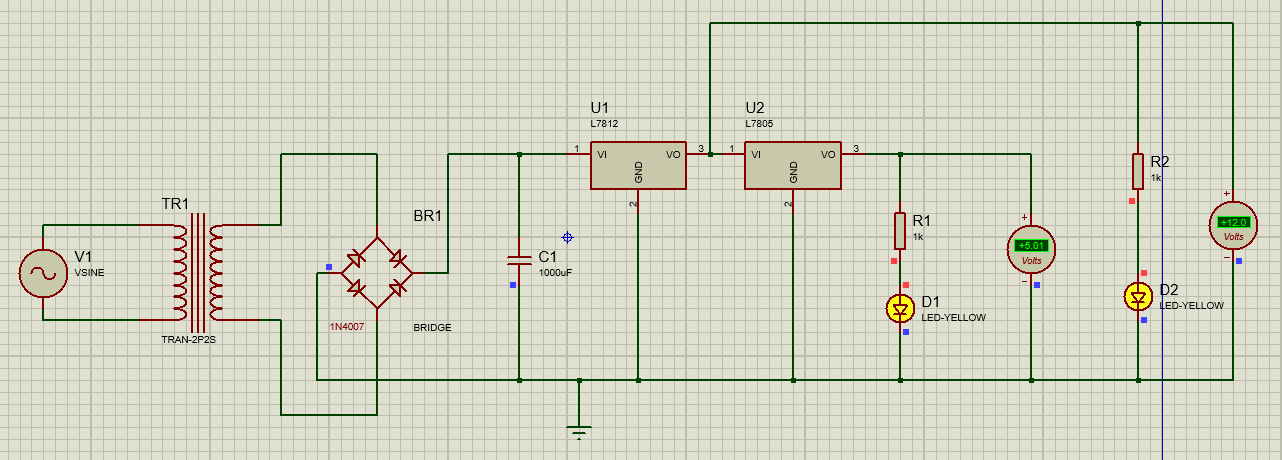 V1
VSINE
TR1
TRAN-2P2S
BR1
1N4007
BRIDGE
C1
1000uF
U1
L7812
1
VI
VO
3
GND
2
U2
L7805
1
VI
VO
3
GND
2
R1
1k
D1
LED-YELLOW
+
+5.01
Volts
R2
1k
D2
LED-YELLOW
+
+12.0
Volts